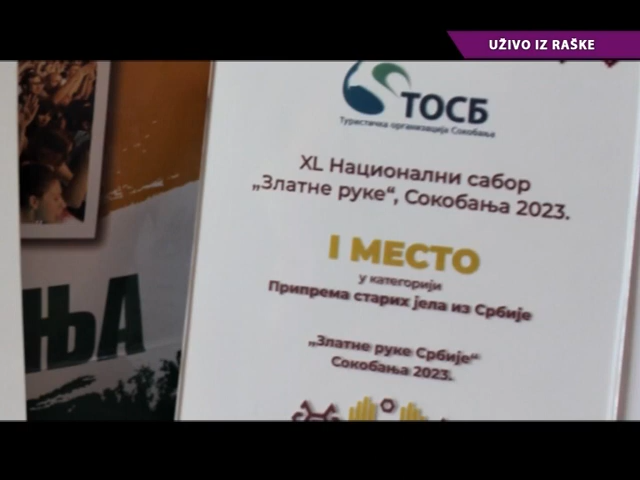 UŽIVO IZ RAŠKE
ТОСБ
Туристичка организација Сокобања
XL Национални сабор
„Златне руке“, Сокобања 2023.
I МЕСТО
у категорији
Припрема старих јела из Србије
„Златне руке Србије“
Сокобања 2023.
ЊА